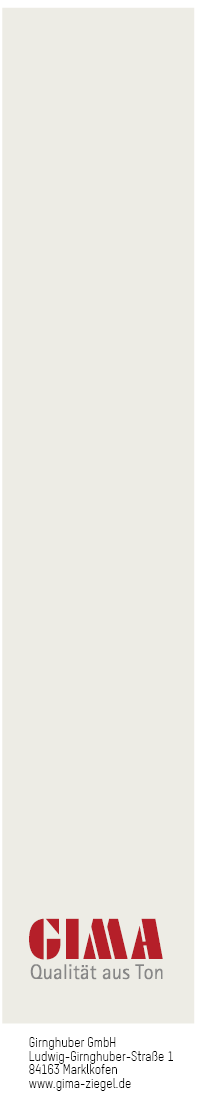 GIMA
Qualität aus Ton
Girnghuber GmbH
Ludwig-Girnghuber-Straße 1
84163 Marklkofen
www.gima-ziegel.de